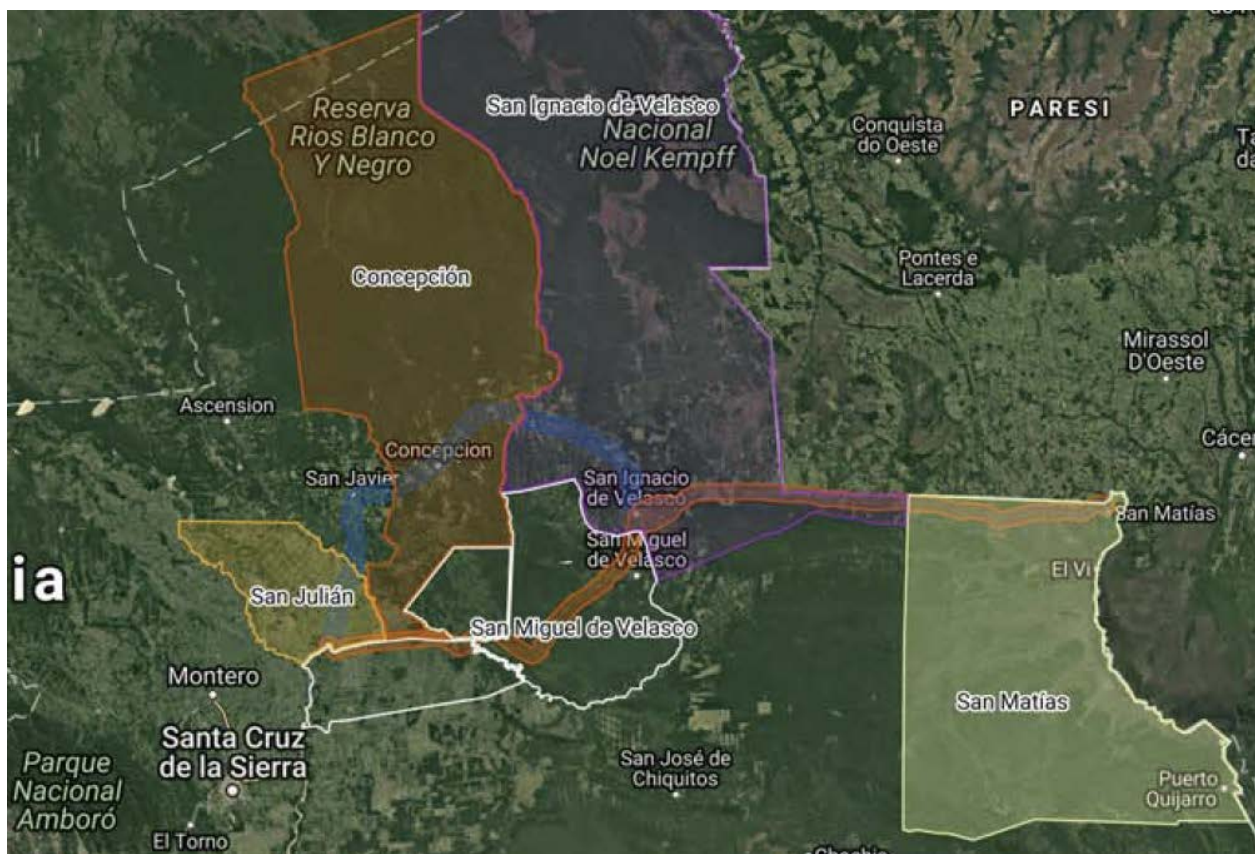 San Ignacio de Velasco
Nacional
Noel Kempff
Reserva
Rios Blanco
Y Negro
PARESI
Conquista
do Oeste
Concepción
Pontes e
Lacerda
Mirassol
D'Oeste
Ascension
Concepcion
Các
San Javier
San Ignacio
de Velasco
San Matías
San Miguel
de Velasco
El Vi
ia
San Julián
San Miguel de Velasco
Montero
San Matías
Santa Cruz
de la Sierra
San José de
Chiquitos
Parque
Nacional
Amboró
Puerto
Quijarro
El Torno